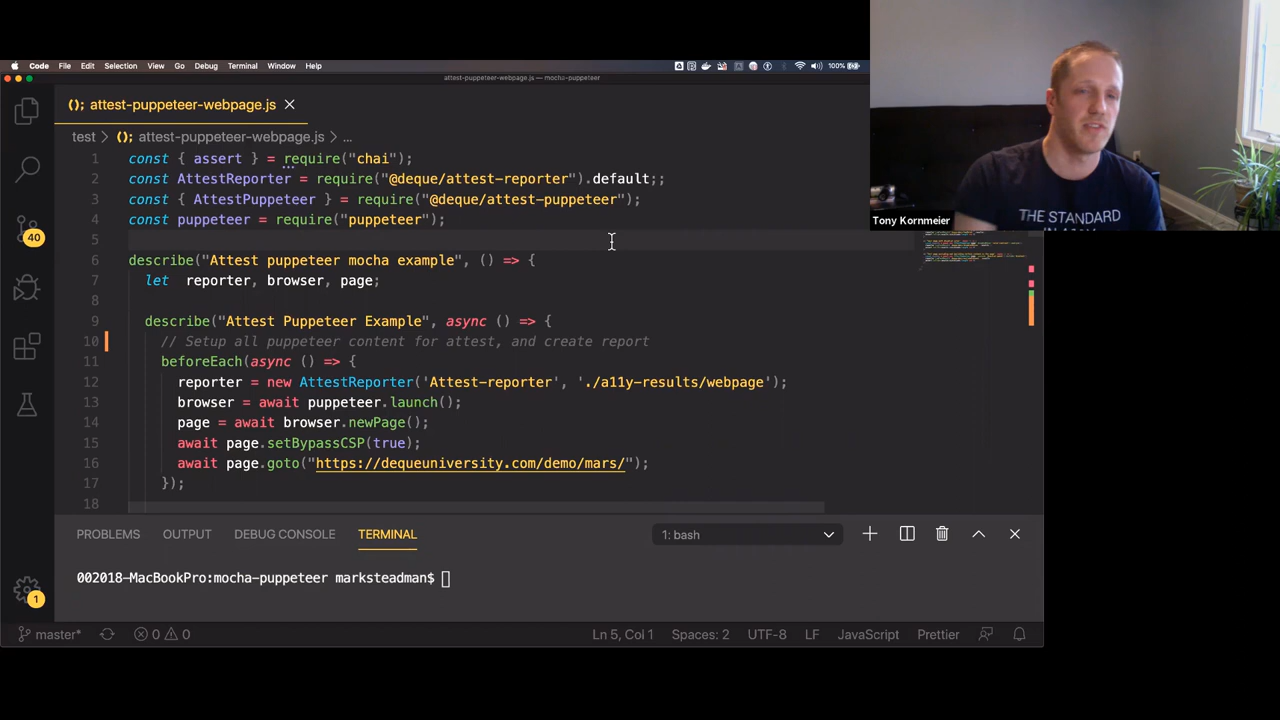 Code File Edit Selection View Go Debug Terminal Window Help 100%
attest-puppeteer-webpage.js — mocha-puppeteer
attest-puppeteer-webpage.js
test > attest-puppeteer-webpage.js > ...
1 const { assert } = require("chai");
2 const AttestReporter = require("@deque/attest-reporter").default;;
3 const { AttestPuppeteer } = require("@deque/attest-puppeteer");
4 const puppeteer = require("puppeteer");
5
6 describe("Attest puppeteer mocha example", () => {
7 let reporter, browser, page;
8
9 describe("Attest Puppeteer Example", async () => {
10 // Setup all puppeteer content for attest, and create report
11 beforeEach(async () => {
12 reporter = new AttestReporter('Attest-reporter', './a11y-results/webpage');
13 browser = await puppeteer.launch();
14 page = await browser.newPage();
15 await page.setBypassCSP(true);
16 await page.goto("https://dequeuniversity.com/demo/mars/");
17 });
18
40
1
PROBLEMS OUTPUT DEBUG CONSOLE TERMINAL 1: bash
002018-MacBookPro:mocha-puppeteer marksteadman$
master* 0 0 Ln 5, Col 1 Spaces: 2 UTF-8 LF JavaScript Prettier
THE STANDARD
Tony Kornmeier